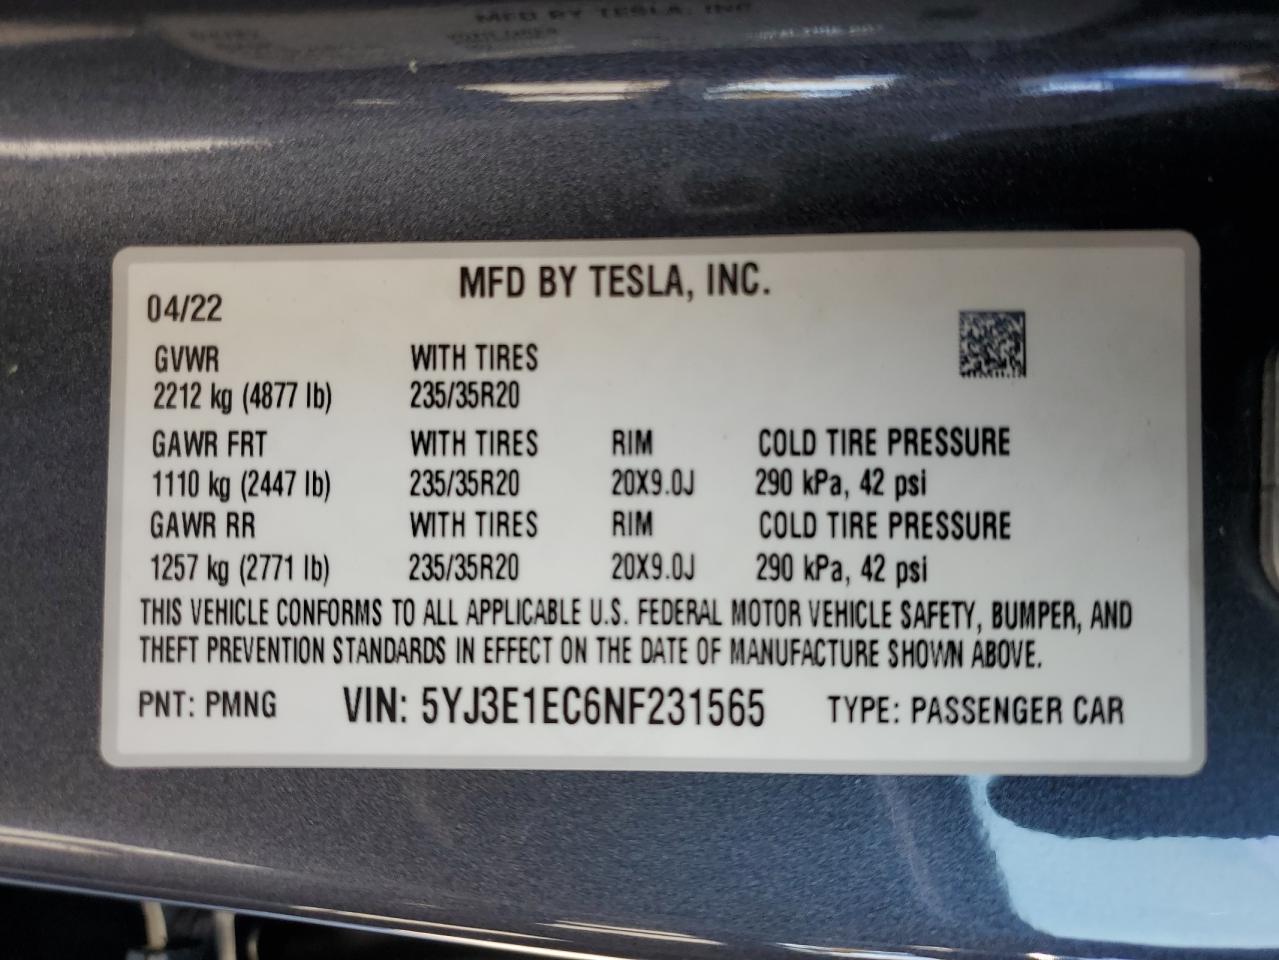 MFD BY TESLA, INC
MFD BY TESLA, INC.
04/22
GVWR WITH TIRES
2212 kg (4877 lb) 235/35R20
GAWR FRT WITH TIRES RIM COLD TIRE PRESSURE
1110 kg (2447 lb) 235/35R20 20X9.0J 290 kPa, 42 psi
GAWR RR WITH TIRES RIM COLD TIRE PRESSURE
1257 kg (2771 lb) 235/35R20 20X9.0J 290 kPa, 42 psi
THIS VEHICLE CONFORMS TO ALL APPLICABLE U.S. FEDERAL MOTOR VEHICLE SAFETY, BUMPER, AND
THEFT PREVENTION STANDARDS IN EFFECT ON THE DATE OF MANUFACTURE SHOWN ABOVE.
PNT: PMNG VIN: 5YJ3E1EC6NF231565 TYPE: PASSENGER CAR